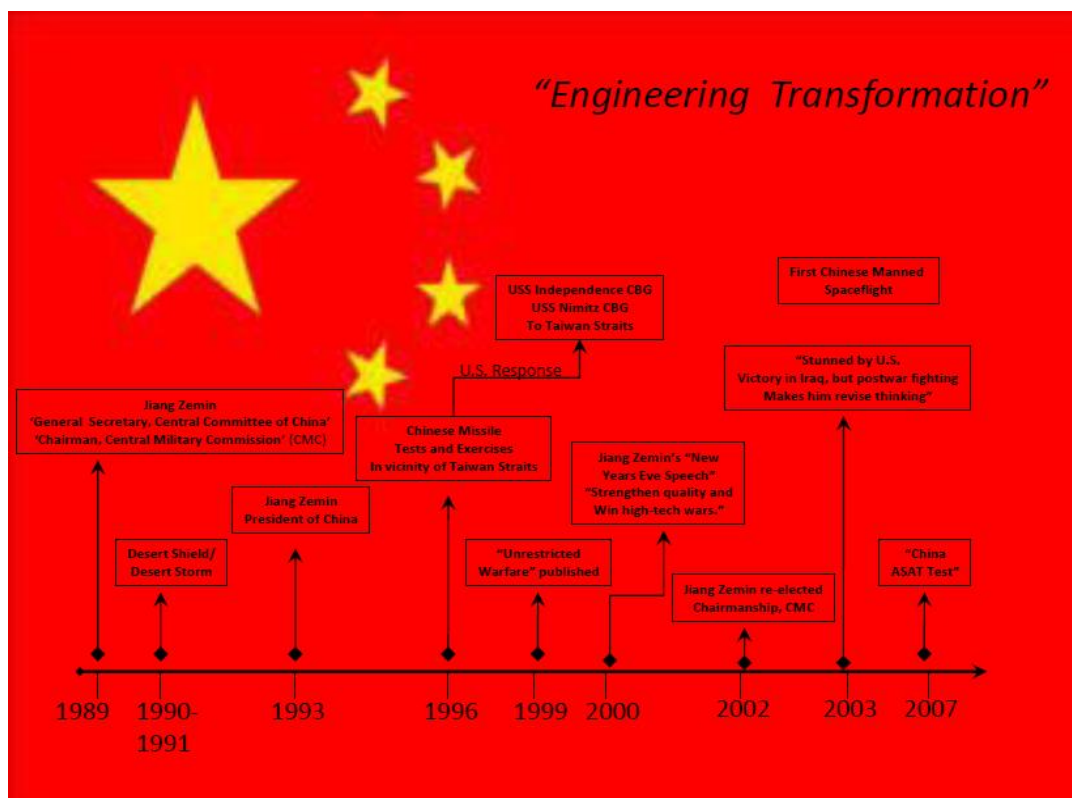 “Engineering Transformation”
First Chinese Manned
Spaceflight
USS Independence CBG
USS Nimitz CBG
To Taiwan Straits
U.S. Response
“Stunned by U.S.
Victory in Iraq, but postwar fighting
Makes him revise thinking”
Jiang Zemin
‘General Secretary, Central Committee of China’
‘Chairman, Central Military Commission’ (CMC)
Chinese Missile
Tests and Exercises
In vicinity of Taiwan Straits
Jiang Zemin’s “New
Years Eve Speech”
“Strengthen quality and
Win high-tech wars.”
Jiang Zemin
President of China
Desert Shield/
Desert Storm
“Unrestricted
Warfare” published
“China
ASAT Test”
Jiang Zemin re-elected
Chairmanship, CMC
1989
1990-
1991
1993
1996
1999
2000
2002
2003
2007